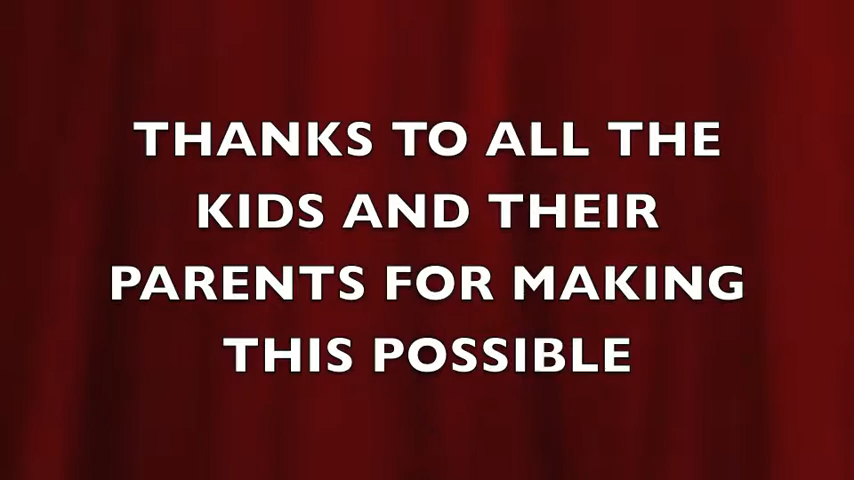 THANKS TO ALL THE
KIDS AND THEIR
PARENTS FOR MAKING
THIS POSSIBLE